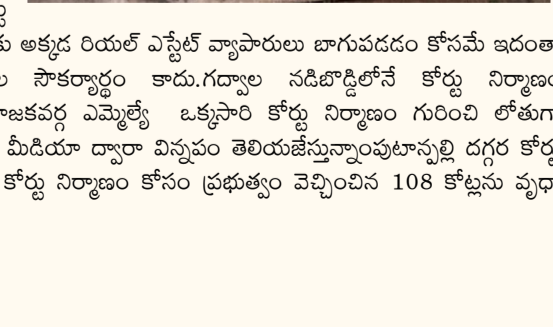 కు అక్కడ రియల్ ఎస్టేట్ వ్యాపారులు బాగుపడడం కోసమే ఇదంతా
ల సౌకర్యార్థం కాదు.గద్వాల నడిబొడ్డిలోనే కోర్టు నిర్మాణం
ాజకవర్గ ఎమ్మెల్యే ఒక్కసారి కోర్టు నిర్మాణం గురించి లోతుగా
మీడియా ద్వారా విన్నపం తెలియజేస్తున్నాంపుటాన్పల్లి దగ్గర కోర్టు
కోర్టు నిర్మాణం కోసం ప్రభుత్వం వెచ్చించిన 108 కోట్లను వృధా